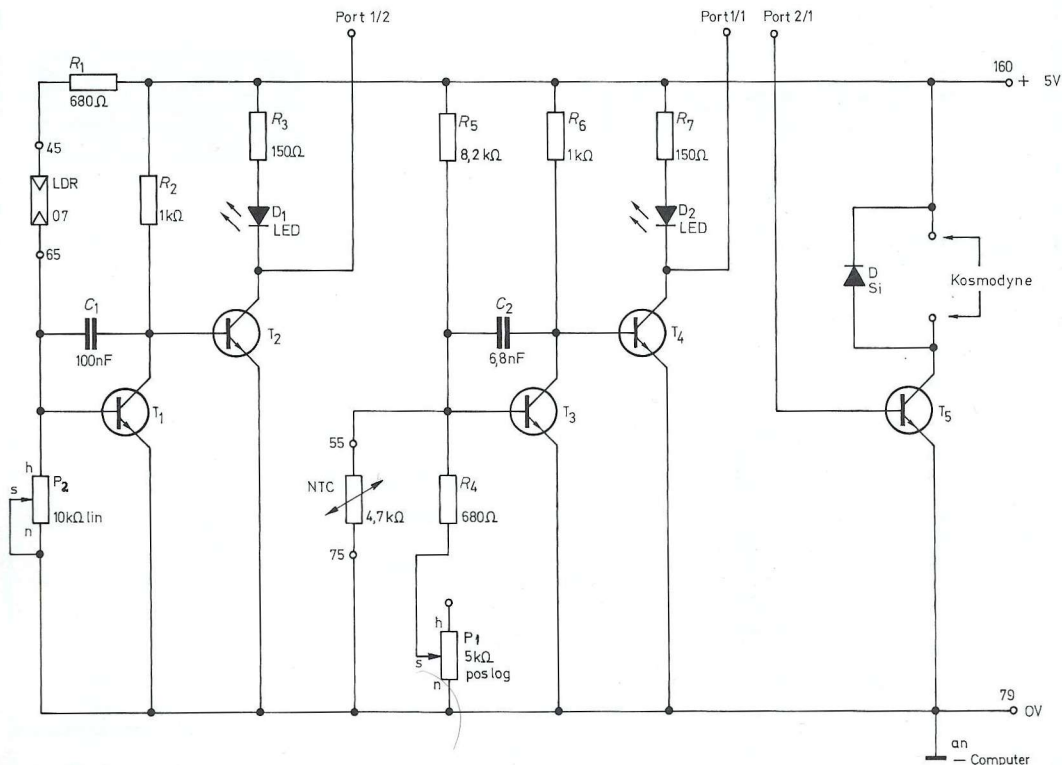 Port 1/2
Port 1/1
Port 2/1
R1
680Ω
160
+ 5V
45
LDR
07
65
R2
1kΩ
R3
150Ω
D1
LED
R5
8,2 kΩ
R6
1kΩ
R7
150Ω
D2
LED
D
Si
Kosmodyne
C1
100nF
T2
C2
6,8nF
T4
T1
T3
T5
h
P2
s
10kΩ lin
n
55
NTC
4,7kΩ
75
R4
680Ω
h
P1
s
5kΩ
pos log
n
79
0V
an
— Computer